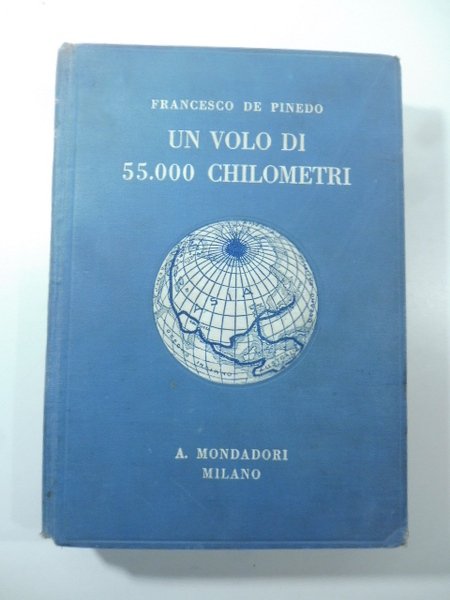 FRANCESCO DE PINEDO
UN VOLO DI
55.000 CHILOMETRI
A. MONDADORI
MILANO